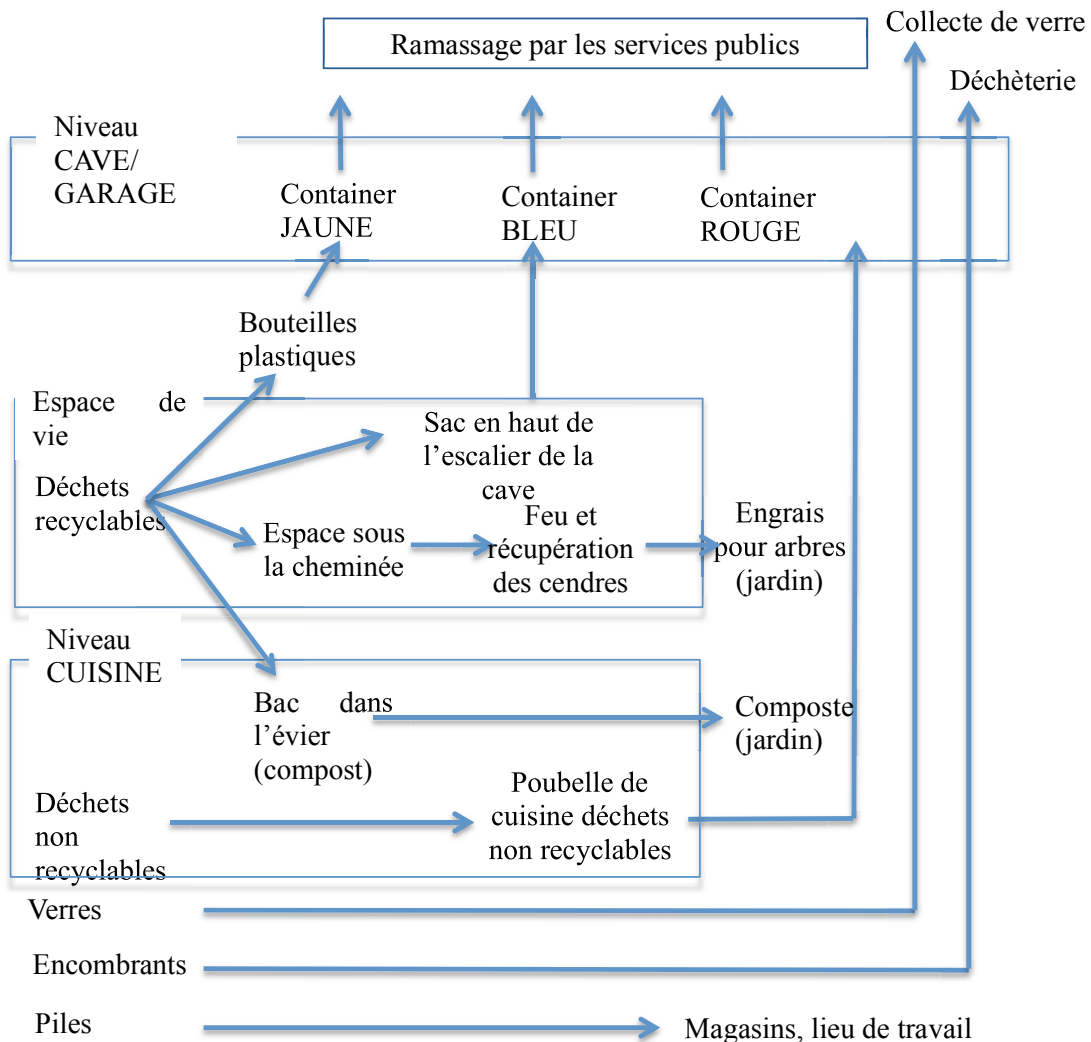 Collecte de verre
Ramassage par les services publics
Déchèterie
Niveau
CAVE/
GARAGE
Container
JAUNE
Container
BLEU
Container
ROUGE
Bouteilles
plastiques
Espace de
vie
Déchets
recyclables
Sac en haut de
l'escalier de la
cave
Espace sous
la cheminée
Feu et
récupération
des cendres
Engrais
pour arbres
(jardin)
Niveau
CUISINE
Bac dans
l'évier
(compost)
Composte
(jardin)
Déchets
non
recyclables
Poubelle de
cuisine déchets
non recyclables
Verres
Encombrants
Piles
Magasins, lieu de travail